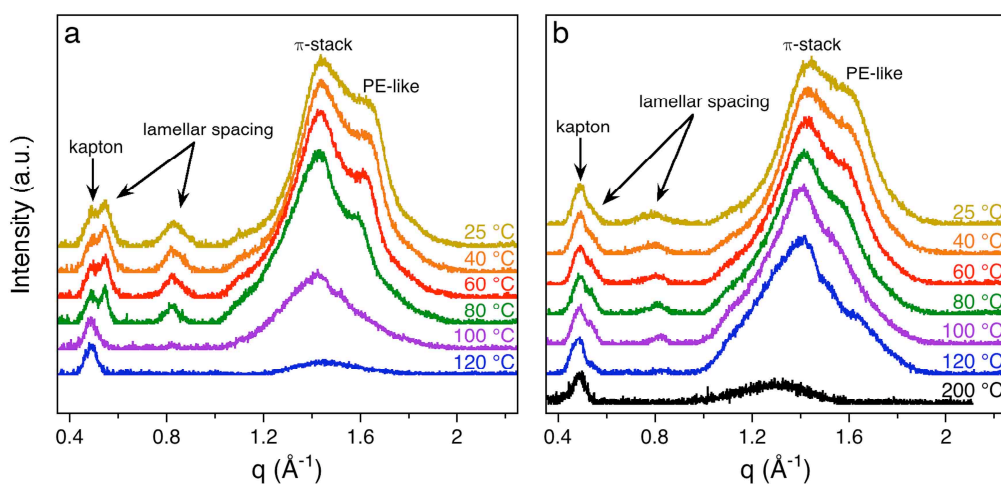 a
π-stack
PE-like
lamellar spacing
kapton
25 °C
40 °C
60 °C
80 °C
100 °C
120 °C
Intensity (a.u.)
0.4 0.8 1.2 1.6 2
q (Å⁻¹)
b
π-stack
PE-like
lamellar spacing
kapton
25 °C
40 °C
60 °C
80 °C
100 °C
120 °C
200 °C
0.4 0.8 1.2 1.6 2
q (Å⁻¹)